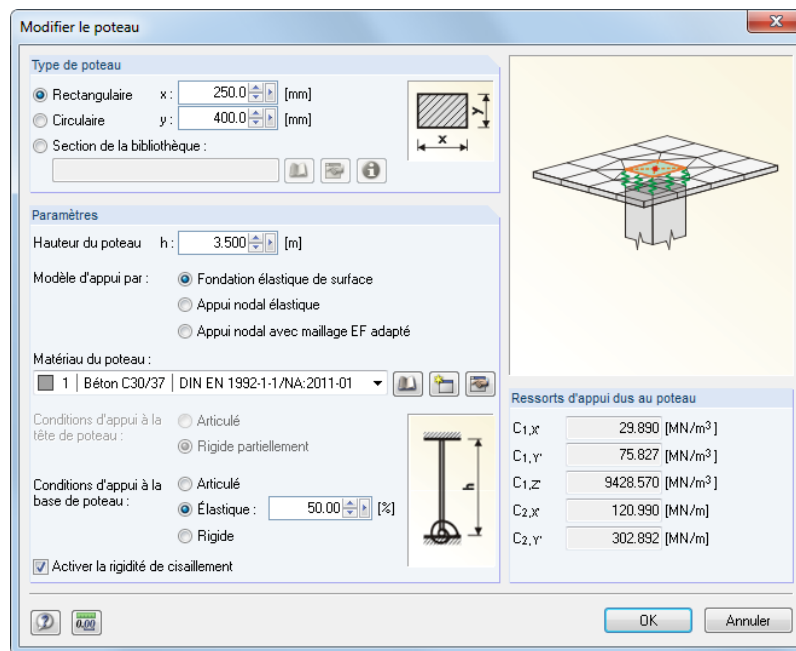 Modifier le poteau
Type de poteau
Rectangulaire x : 250.0 [mm]
Circulaire y : 400.0 [mm]
Section de la bibliothèque :
x
y
Paramètres
Hauteur du poteau h : 3.500 [m]
Modèle d'appui par : Fondation élastique de surface
Appui nodal élastique
Appui nodal avec maillage EF adapté
Matériau du poteau :
1 | Béton C30/37 | DIN EN 1992-1-1/NA:2011-01
Conditions d'appui à la
tête de poteau :
Articulé
Rigide partiellement
Conditions d'appui à la
base de poteau :
Articulé
Élastique : 50.00 [%]
Rigide
h
Activer la rigidité de cisaillement
Ressorts d'appui dus au poteau
C1,X' 29.890 [MN/m³]
C1,Y' 75.827 [MN/m³]
C1,Z' 9428.570 [MN/m³]
C2,X' 120.990 [MN/m]
C2,Y' 302.892 [MN/m]
0.00
OK
Annuler